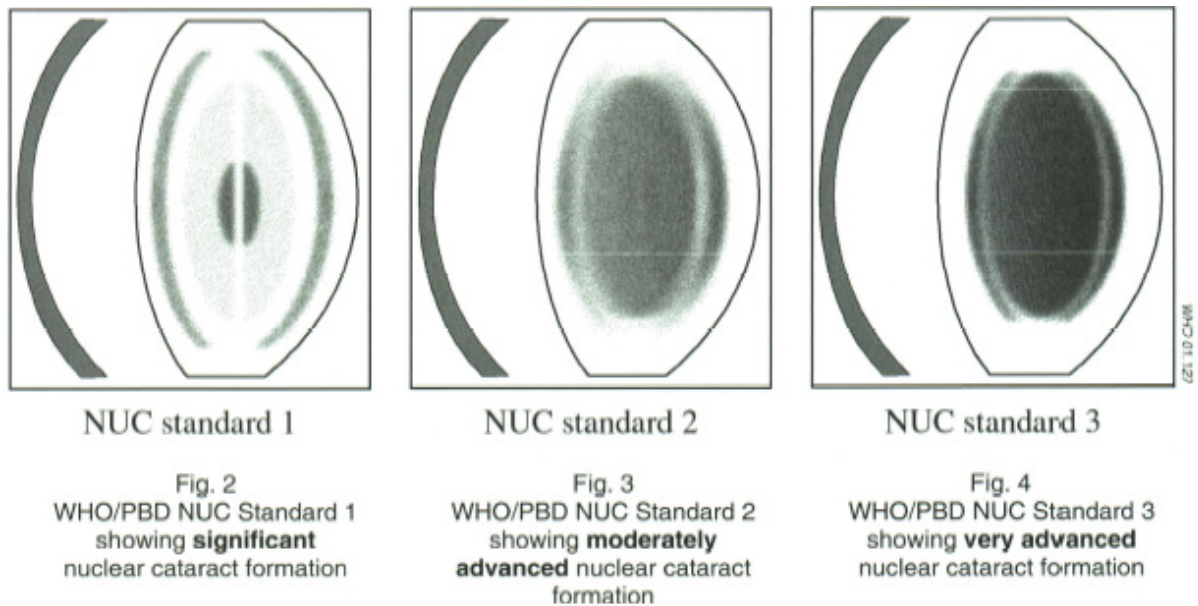 NUC standard 1
Fig. 2
WHO/PBD NUC Standard 1
showing significant
nuclear cataract formation
NUC standard 2
Fig. 3
WHO/PBD NUC Standard 2
showing moderately
advanced nuclear cataract
formation
NUC standard 3
Fig. 4
WHO/PBD NUC Standard 3
showing very advanced
nuclear cataract formation
WHO 01.127